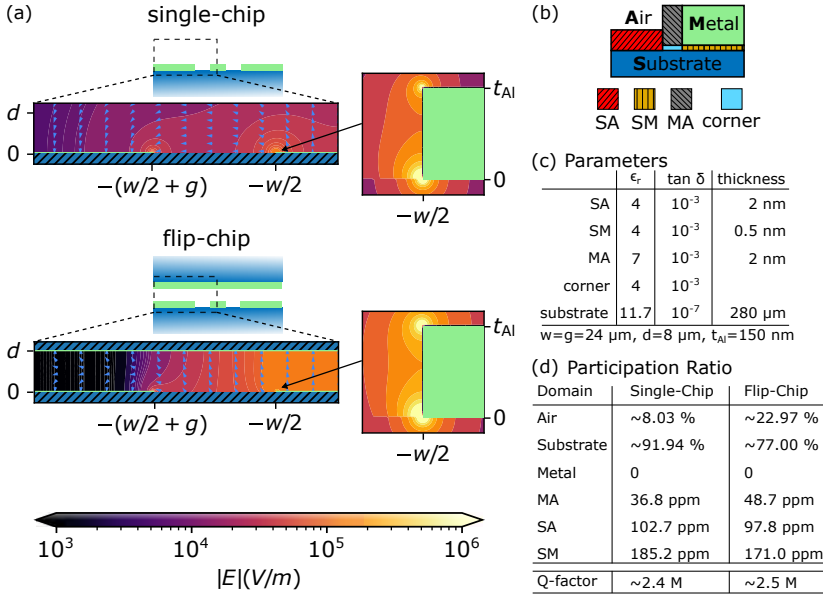 (a)
single-chip
d
0
−(w/2 + g)
−w/2
t_Al
0
−w/2
flip-chip
d
0
−(w/2 + g)
−w/2
t_Al
0
−w/2
10^3 10^4 10^5 10^6
|E|(V/m)
(b)
Air
Metal
Substrate
SA SM MA corner
(c) Parameters
ϵ_r tan δ thickness
SA 4 10^-3 2 nm
SM 4 10^-3 0.5 nm
MA 7 10^-3 2 nm
corner 4 10^-3
substrate 11.7 10^-7 280 μm
w=g=24 μm, d=8 μm, t_Al=150 nm
(d) Participation Ratio
Domain Single-Chip Flip-Chip
Air ~8.03 % ~22.97 %
Substrate ~91.94 % ~77.00 %
Metal 0 0
MA 36.8 ppm 48.7 ppm
SA 102.7 ppm 97.8 ppm
SM 185.2 ppm 171.0 ppm
Q-factor ~2.4 M ~2.5 M